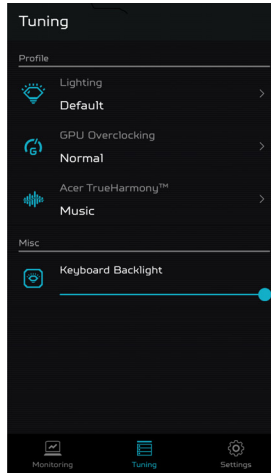 Tuning
Profile
Lighting
Default
GPU Overclocking
Normal
Acer TrueHarmony™
Music
Misc
Keyboard Backlight
Monitoring
Tuning
Settings